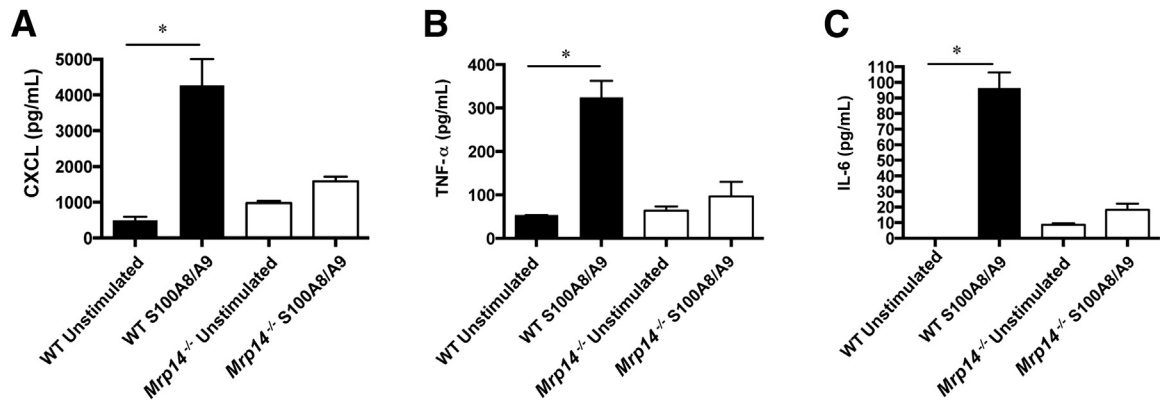 A
*
CXCL (pg/mL)
5000
4000
3000
2000
1000
0
WT Unstimulated
WT S100A8/A9
Mrp14-/- Unstimulated
Mrp14-/- S100A8/A9
B
*
TNF-α (pg/mL)
400
300
200
100
0
WT Unstimulated
WT S100A8/A9
Mrp14-/- Unstimulated
Mrp14-/- S100A8/A9
C
*
IL-6 (pg/mL)
110
100
90
80
70
60
50
40
30
20
10
0
WT Unstimulated
WT S100A8/A9
Mrp14-/- Unstimulated
Mrp14-/- S100A8/A9